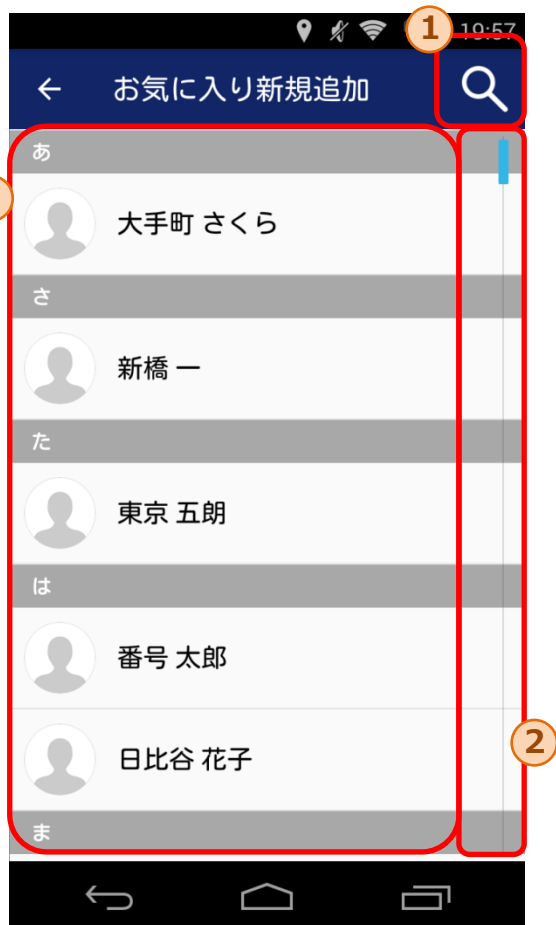 1
19:57
お気に入り新規追加
あ
大手町 さくら
さ
新橋 一
た
東京 五朗
は
番号 太郎
日比谷 花子
2
ま